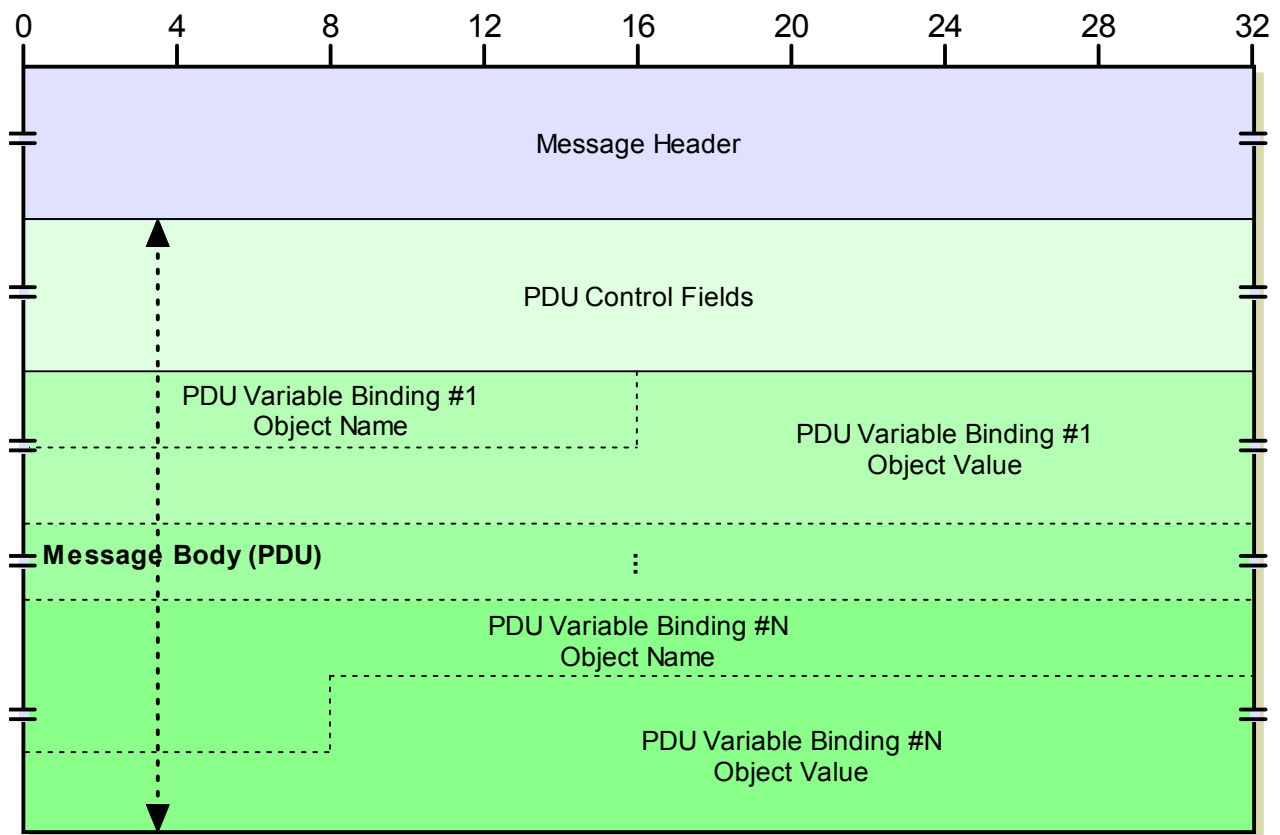 0 4 8 12 16 20 24 28 32
Message Header
PDU Control Fields
PDU Variable Binding #1
Object Name
PDU Variable Binding #1
Object Value
Message Body (PDU)
⋮
PDU Variable Binding #N
Object Name
PDU Variable Binding #N
Object Value